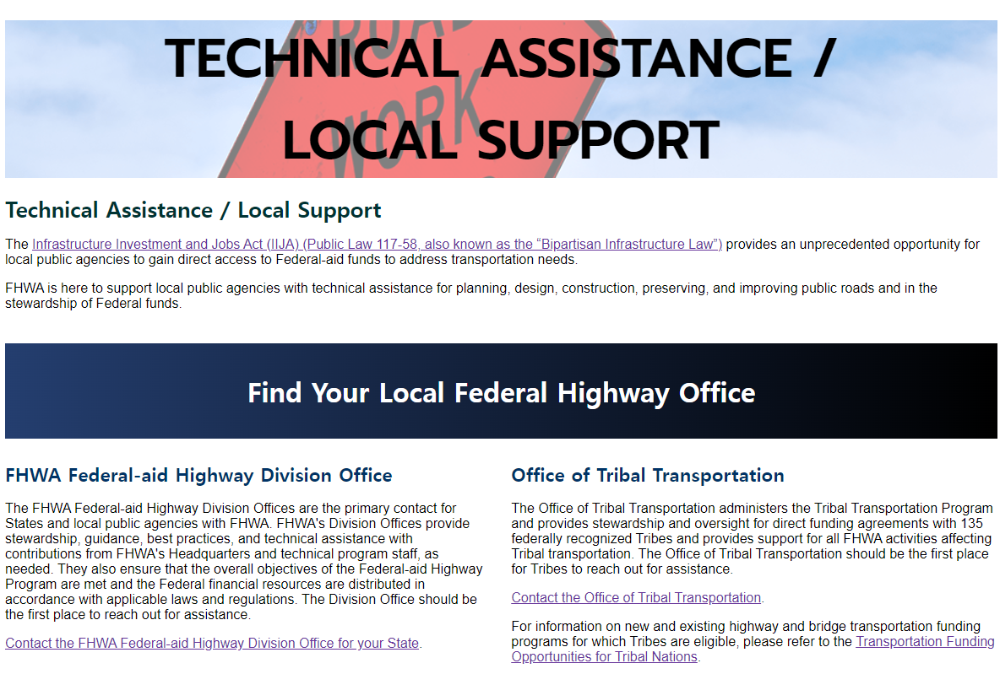 ROAD
WORK
TECHNICAL ASSISTANCE /
LOCAL SUPPORT
Technical Assistance / Local Support
The Infrastructure Investment and Jobs Act (IIJA) (Public Law 117-58, also known as the “Bipartisan Infrastructure Law”) provides an unprecedented opportunity for
local public agencies to gain direct access to Federal-aid funds to address transportation needs.
FHWA is here to support local public agencies with technical assistance for planning, design, construction, preserving, and improving public roads and in the
stewardship of Federal funds.
Find Your Local Federal Highway Office
FHWA Federal-aid Highway Division Office
The FHWA Federal-aid Highway Division Offices are the primary contact for
States and local public agencies with FHWA. FHWA's Division Offices provide
stewardship, guidance, best practices, and technical assistance with
contributions from FHWA's Headquarters and technical program staff, as
needed. They also ensure that the overall objectives of the Federal-aid Highway
Program are met and the Federal financial resources are distributed in
accordance with applicable laws and regulations. The Division Office should be
the first place to reach out for assistance.
Contact the FHWA Federal-aid Highway Division Office for your State.
Office of Tribal Transportation
The Office of Tribal Transportation administers the Tribal Transportation Program
and provides stewardship and oversight for direct funding agreements with 135
federally recognized Tribes and provides support for all FHWA activities affecting
Tribal transportation. The Office of Tribal Transportation should be the first place
for Tribes to reach out for assistance.
Contact the Office of Tribal Transportation.
For information on new and existing highway and bridge transportation funding
programs for which Tribes are eligible, please refer to the Transportation Funding
Opportunities for Tribal Nations.